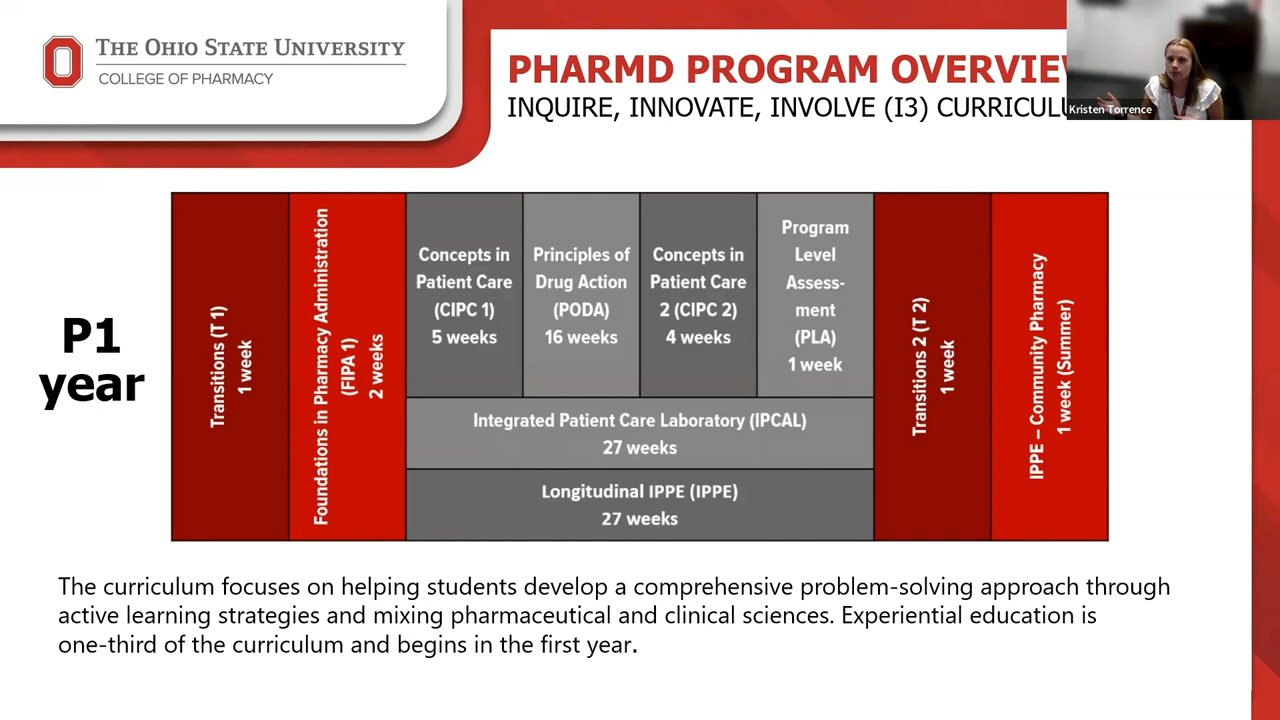 THE OHIO STATE UNIVERSITY
COLLEGE OF PHARMACY
PHARMD PROGRAM
INQUIRE, INNOVATE, INVOLVE (I3)
Kristen Torrence
P1
year
Transitions (T 1)
1 week
Foundations in Pharmacy Administration
(FIPA 1)
2 weeks
Concepts in
Patient Care
(CIPC 1)
5 weeks
Principles of
Drug Action
(PODA)
16 weeks
Concepts in
Patient Care
2 (CIPC 2)
4 weeks
Program
Level
Assess-
ment
(PLA)
1 week
Integrated Patient Care Laboratory (IPCAL)
27 weeks
Longitudinal IPPE (IPPE)
27 weeks
Transitions 2 (T 2)
1 week
IPPE – Community Pharmacy
1 week (Summer)
The curriculum focuses on helping students develop a comprehensive problem-solving approach through
active learning strategies and mixing pharmaceutical and clinical sciences. Experiential education is
one-third of the curriculum and begins in the first year.